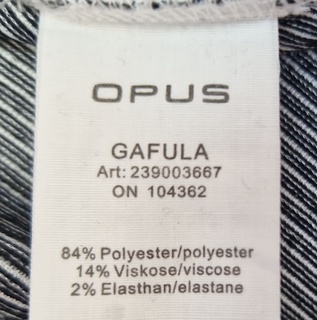 OPUS
GAFULA
Art: 239003667
ON 104362
84% Polyester/polyester
14% Viskose/viscose
2% Elasthan/elastane